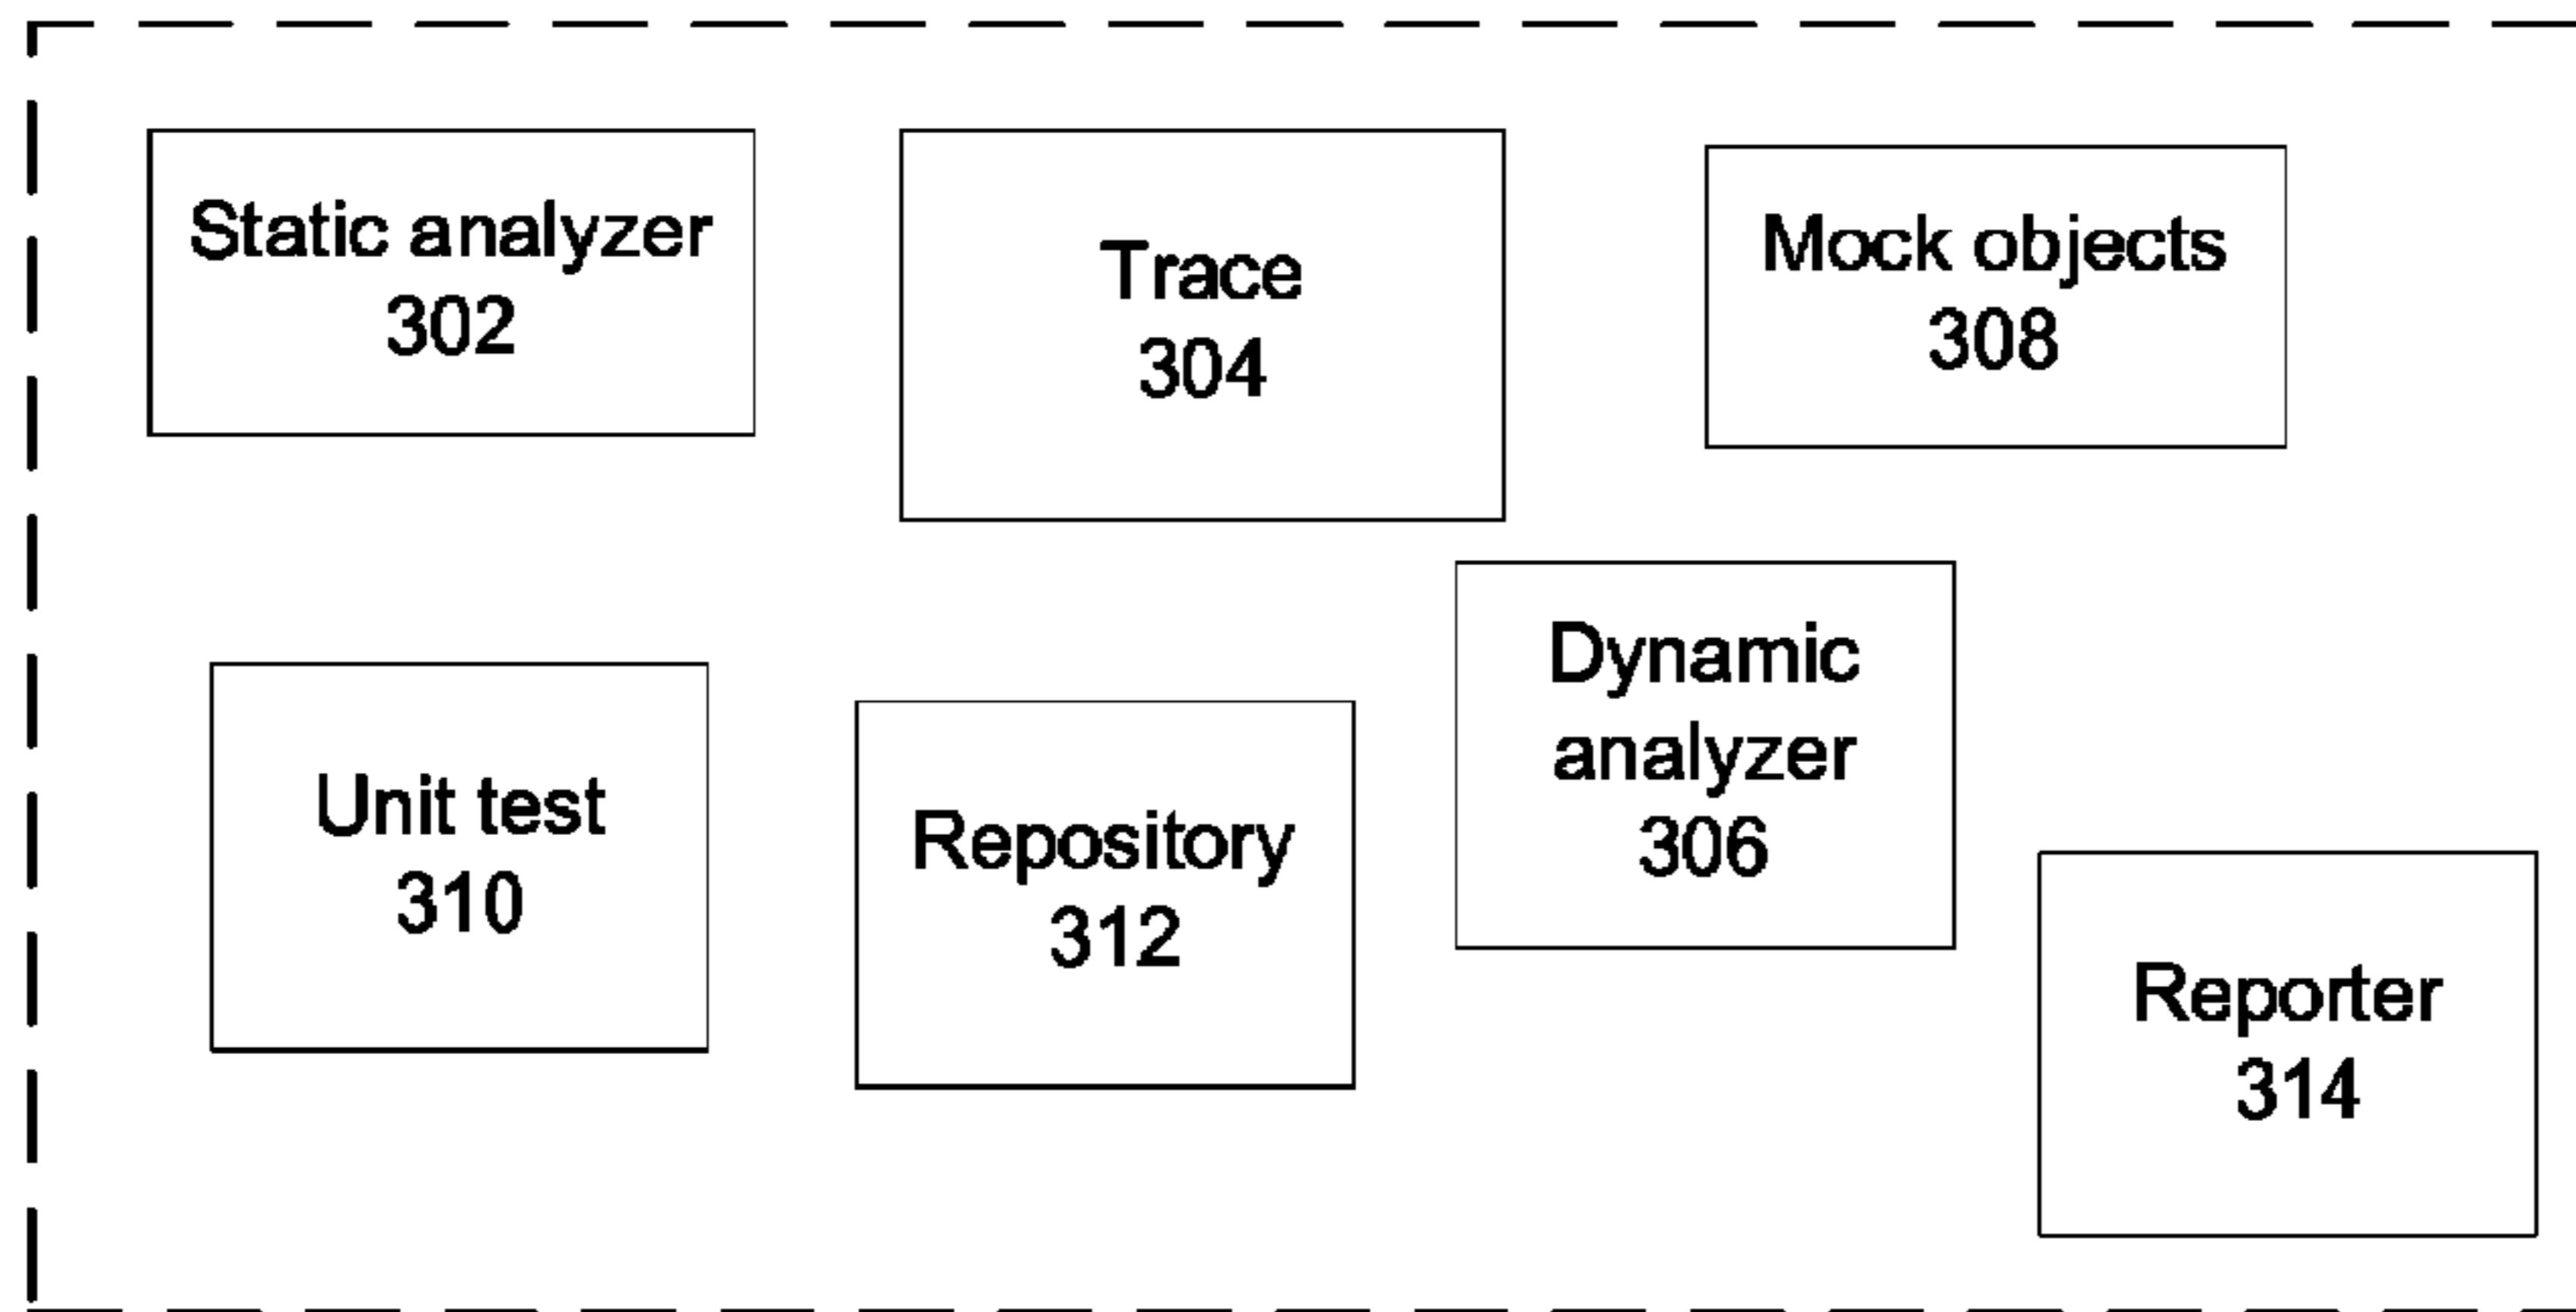 Static analyzer
302
Trace
304
Mock objects
308
Unit test
310
Repository
312
Dynamic
analyzer
306
Reporter
314